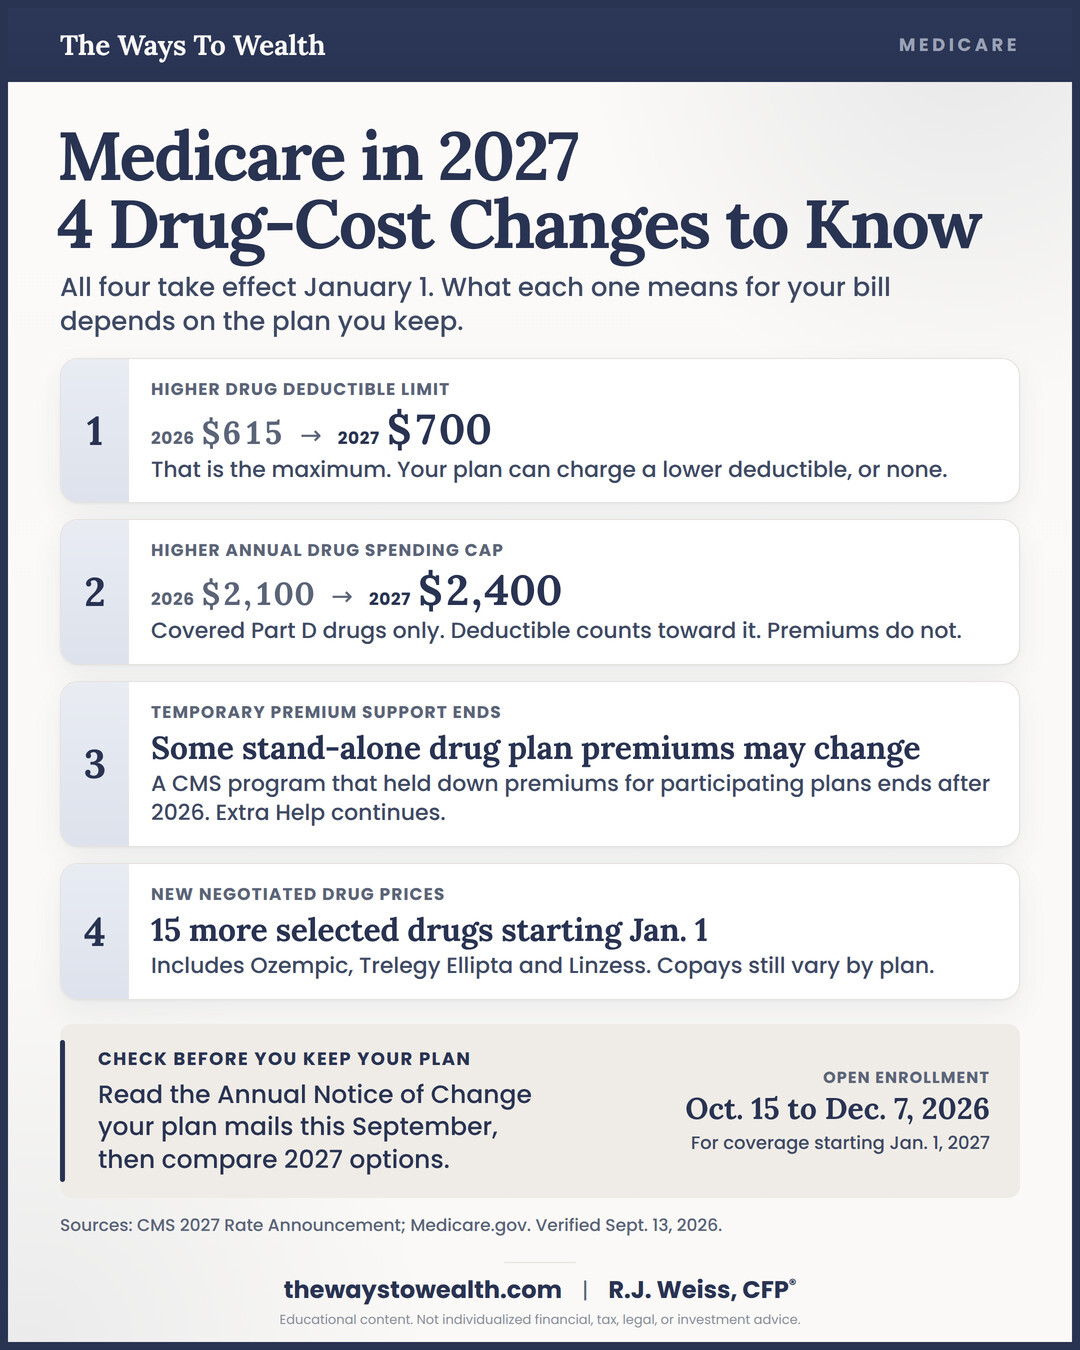 The Ways To Wealth
MEDICARE
Medicare in 2027
4 Drug-Cost Changes to Know
All four take effect January 1. What each one means for your bill
depends on the plan you keep.
1
HIGHER DRUG DEDUCTIBLE LIMIT
2026 $615 → 2027 $700
That is the maximum. Your plan can charge a lower deductible, or none.
2
HIGHER ANNUAL DRUG SPENDING CAP
2026 $2,100 → 2027 $2,400
Covered Part D drugs only. Deductible counts toward it. Premiums do not.
3
TEMPORARY PREMIUM SUPPORT ENDS
Some stand-alone drug plan premiums may change
A CMS program that held down premiums for participating plans ends after
2026. Extra Help continues.
4
NEW NEGOTIATED DRUG PRICES
15 more selected drugs starting Jan. 1
Includes Ozempic, Trelegy Ellipta and Linzess. Copays still vary by plan.
CHECK BEFORE YOU KEEP YOUR PLAN
Read the Annual Notice of Change
your plan mails this September,
then compare 2027 options.
OPEN ENROLLMENT
Oct. 15 to Dec. 7, 2026
For coverage starting Jan. 1, 2027
Sources: CMS 2027 Rate Announcement; Medicare.gov. Verified Sept. 13, 2026.
thewaystowealth.com | R.J. Weiss, CFP®
Educational content. Not individualized financial, tax, legal, or investment advice.